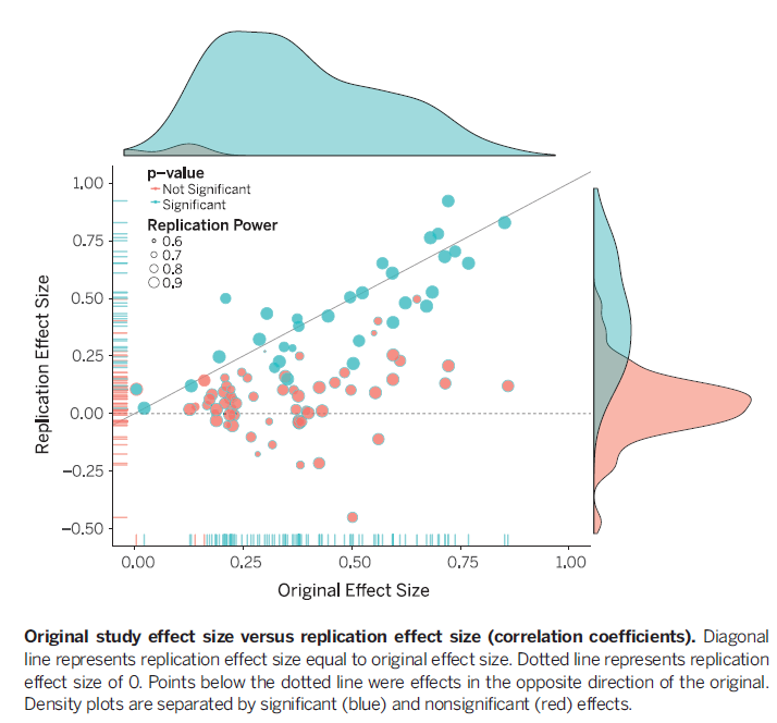 p-value
Not Significant
Significant
Replication Power
0.6
0.7
0.8
0.9
1.00
0.75
0.50
0.25
0.00
−0.25
−0.50
Replication Effect Size
0.00 0.25 0.50 0.75 1.00
Original Effect Size
Original study effect size versus replication effect size (correlation coefficients). Diagonal
line represents replication effect size equal to original effect size. Dotted line represents replication
effect size of 0. Points below the dotted line were effects in the opposite direction of the original.
Density plots are separated by significant (blue) and nonsignificant (red) effects.